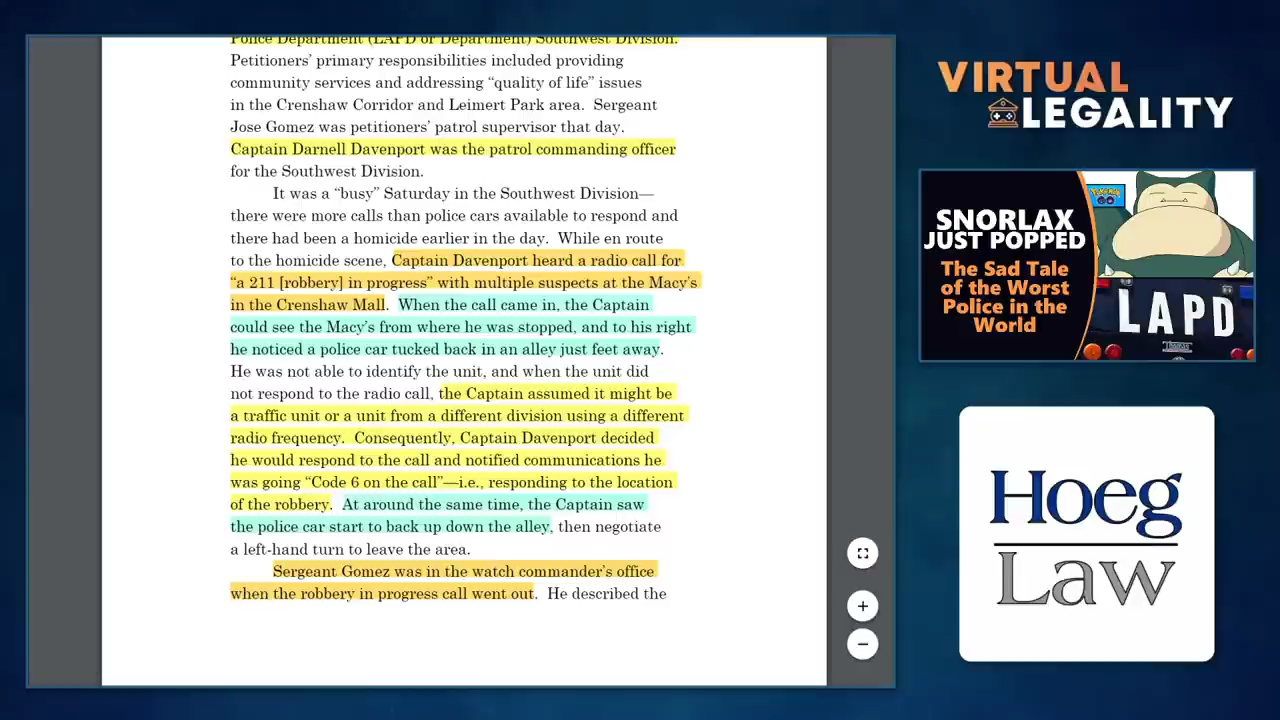 Police Department (LAPD or Department) Southwest Division.
Petitioners’ primary responsibilities included providing
community services and addressing “quality of life” issues
in the Crenshaw Corridor and Leimert Park area.  Sergeant
Jose Gomez was petitioners’ patrol supervisor that day.
Captain Darnell Davenport was the patrol commanding officer
for the Southwest Division.
It was a “busy” Saturday in the Southwest Division—
there were more calls than police cars available to respond and
there had been a homicide earlier in the day.  While en route
to the homicide scene, Captain Davenport heard a radio call for
“a 211 [robbery] in progress” with multiple suspects at the Macy’s
in the Crenshaw Mall.  When the call came in, the Captain
could see the Macy’s from where he was stopped, and to his right
he noticed a police car tucked back in an alley just feet away.
He was not able to identify the unit, and when the unit did
not respond to the radio call, the Captain assumed it might be
a traffic unit or a unit from a different division using a different
radio frequency.  Consequently, Captain Davenport decided
he would respond to the call and notified communications he
was going “Code 6 on the call”—i.e., responding to the location
of the robbery.  At around the same time, the Captain saw
the police car start to back up down the alley, then negotiate
a left-hand turn to leave the area.
Sergeant Gomez was in the watch commander’s office
when the robbery in progress call went out.  He described the
VIRTUAL
LEGALITY
SNORLAX
JUST POPPED
The Sad Tale
of the Worst
Police in the
World
LAPD
Hoeg
Law